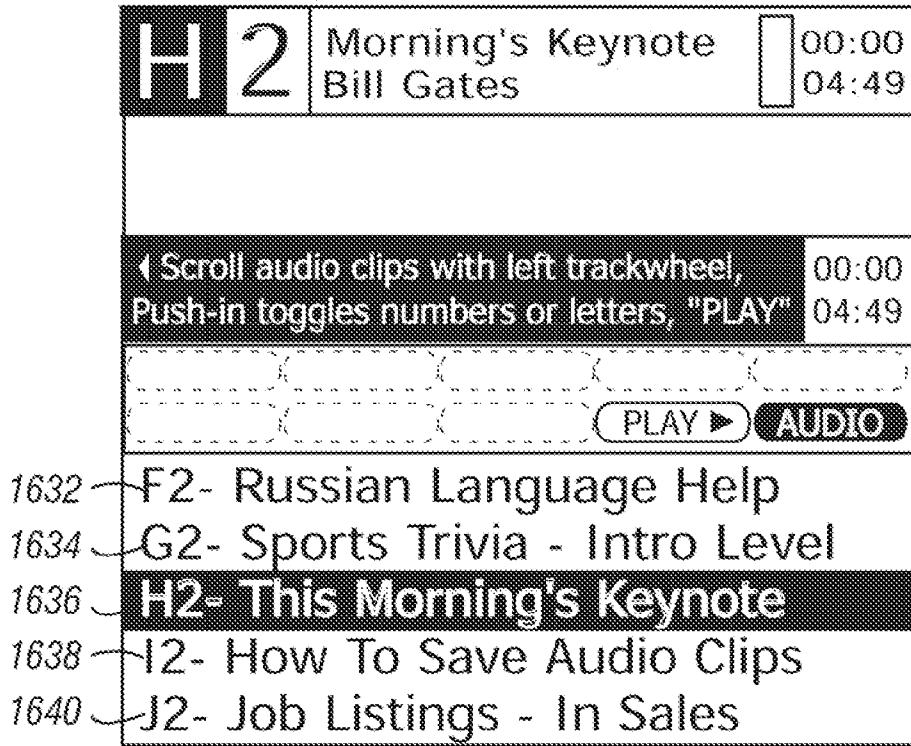 H 2 Morning's Keynote 00:00
Bill Gates 04:49
Scroll audio clips with left trackwheel, 00:00
Push-in toggles numbers or letters, "PLAY" 04:49
PLAY AUDIO
1632 F2- Russian Language Help
1634 G2- Sports Trivia - Intro Level
1636 H2- This Morning's Keynote
1638 I2- How To Save Audio Clips
1640 J2- Job Listings - In Sales